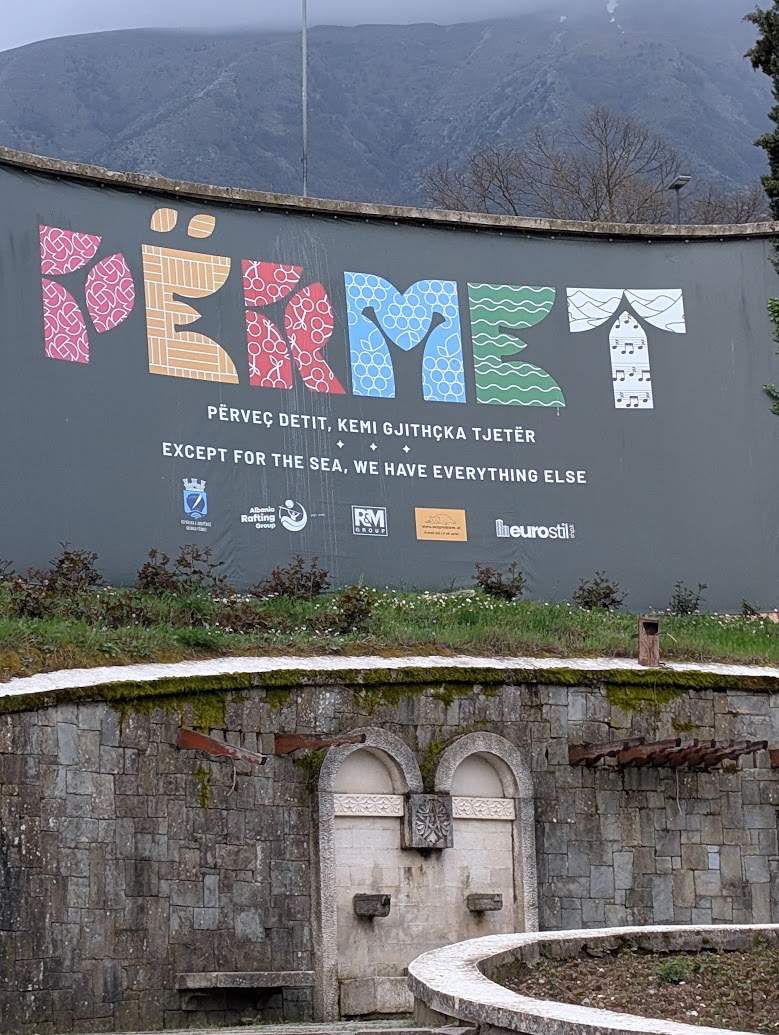 PËRMET
PËRVEÇ DETIT, KEMI GJITHÇKA TJETËR
EXCEPT FOR THE SEA, WE HAVE EVERYTHING ELSE
Albania
Rafting
Group
R&M
GROUP
eurostil